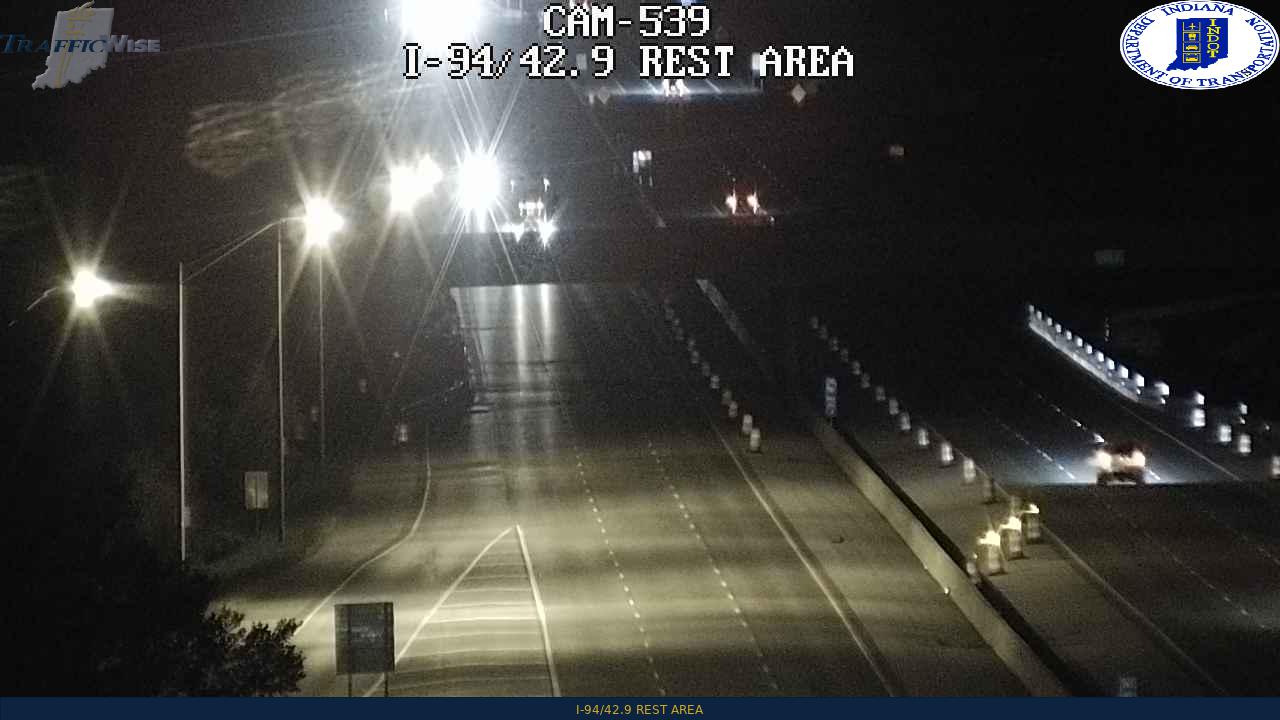 CAM-539
I-94/42.9 REST AREA
TRAFFICWISE
INDIANA
DEPARTMENT OF TRANSPORTATION
INDOT
I-94/42.9 REST AREA